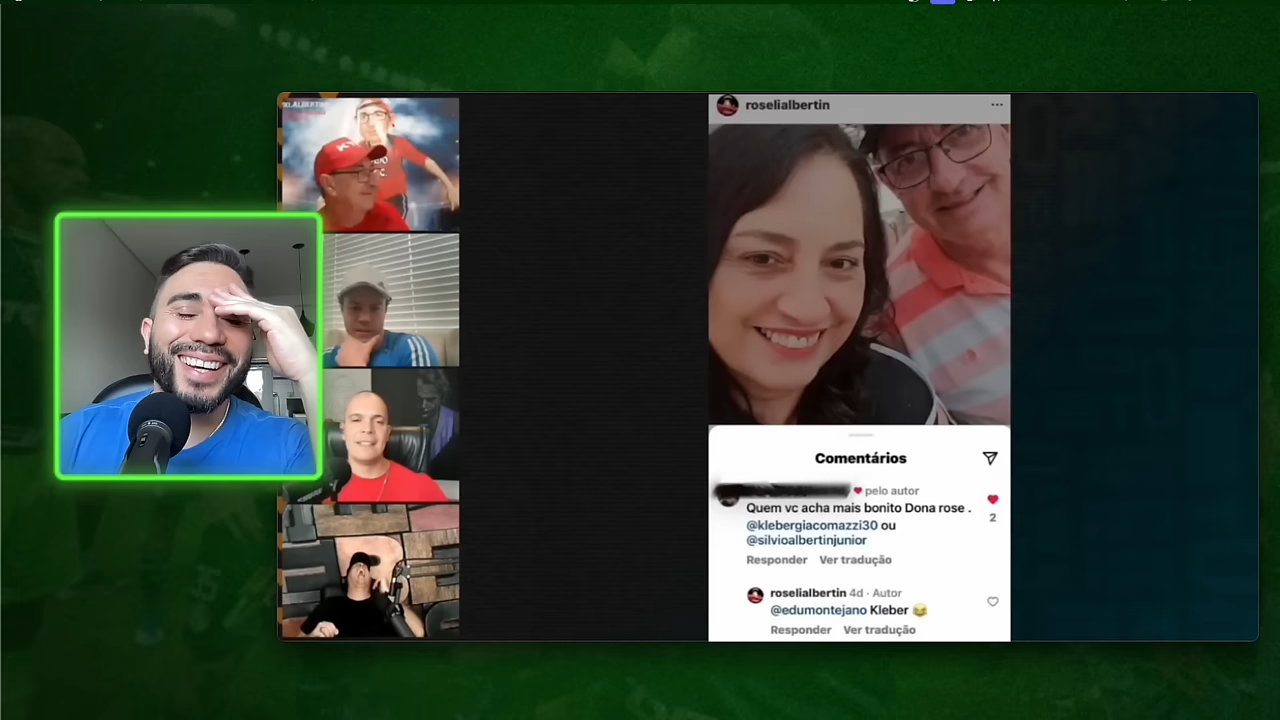 roselialbertin
Comentários
pelo autor
Quem vc acha mais bonito Dona rose .
@klebergiacomazzi30 ou
@silvioalbertinjunior
2
Responder Ver tradução
roselialbertin 4d · Autor
@edumontejano Kleber 😂
Responder Ver tradução